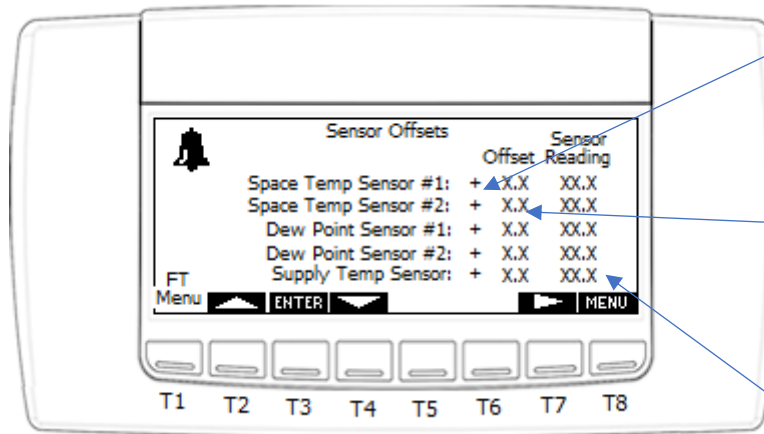 Sensor Offsets
Sensor
Offset Reading
Space Temp Sensor #1: + X.X XX.X
Space Temp Sensor #2: + X.X XX.X
Dew Point Sensor #1: + X.X XX.X
Dew Point Sensor #2: + X.X XX.X
Supply Temp Sensor: + X.X XX.X
FT
Menu ENTER MENU
T1 T2 T3 T4 T5 T6 T7 T8